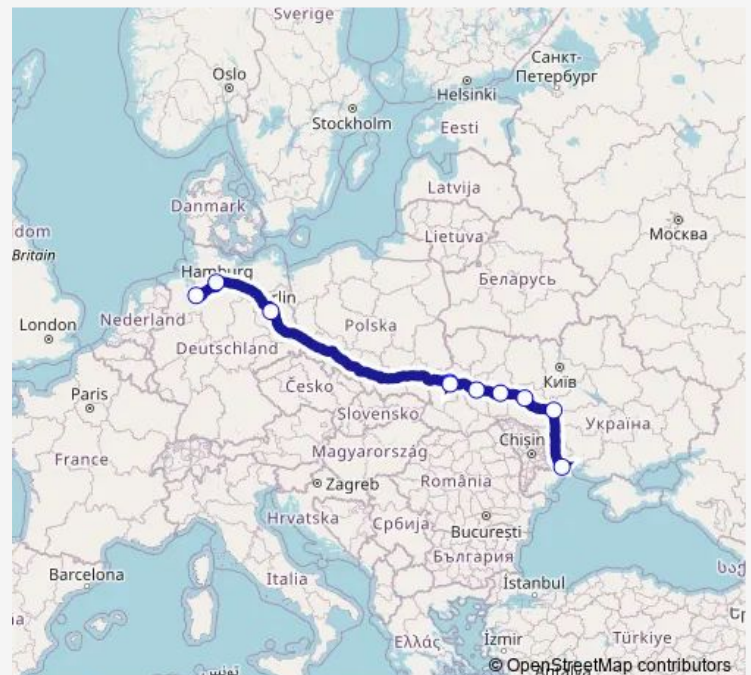 Sverige
Санкт-
Петербург
Oslo
Helsinki
Stockholm
Eesti
Latvija
Danmark
Москва
dom
Lietuva
Britain
Hamburg
Беларусь
lin
Nederland
London
Polska
Deutschland
Київ
Paris
Česko
Україна
Slovensko
Chișin
Magyarország
France
România
Zagreb
Hrvatska
Србија
București
България
Barcelona
Italia
İstanbul
Ελλάς
İzmir
Türkiye
© OpenStreetMap contributors